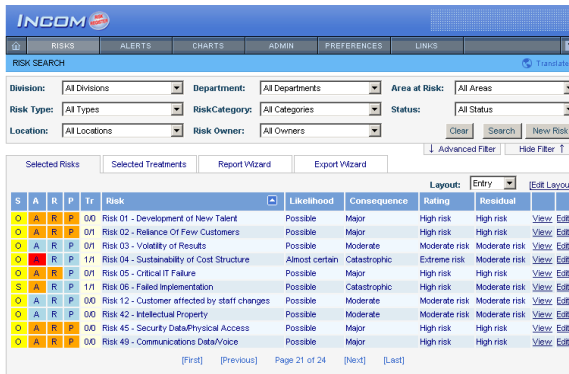 INCOM
RISKS ALERTS CHARTS ADMIN PREFERENCES LINKS
RISK SEARCH Translate
Division: All Divisions Department: All Departments Area at Risk: All Areas
Risk Type: All Types RiskCategory: All Categories Status: All Status
Location: All Locations Risk Owner: All Owners Clear Search New Risk
↓ Advanced Filter Hide Filter ↑
Selected Risks Selected Treatments Report Wizard Export Wizard
Layout: Entry [Edit Layou
S A R P Tr Risk Likelihood Consequence Rating Residual
O A R P 0/0 Risk 01 - Development of New Talent Possible Major High risk High risk View Edit
O A R P 0/1 Risk 02 - Reliance Of Few Customers Possible Major High risk High risk View Edit
O A R P 0/1 Risk 03 - Volatility of Results Possible Moderate Moderate risk Moderate risk View Edit
O A R P 1/1 Risk 04 - Sustainability of Cost Structure Almost certain Catastrophic Extreme risk Moderate risk View Edit
O A R P 0/1 Risk 05 - Critical IT Failure Possible Major High risk High risk View Edit
S A R P 1/1 Risk 06 - Failed Implementation Possible Catastrophic High risk Moderate risk View Edit
O A R P 0/0 Risk 12 - Customer affected by staff changes Possible Moderate Moderate risk Moderate risk View Edit
O A R P 0/0 Risk 42 - Intellectual Property Possible Moderate Moderate risk Moderate risk View Edit
O A R P 0/0 Risk 45 - Security Data/Physical Access Possible Major High risk High risk View Edit
O A R P 0/0 Risk 49 - Communications Data/Voice Possible Major High risk High risk View Edit
[First] [Previous] Page 21 of 24 [Next] [Last]